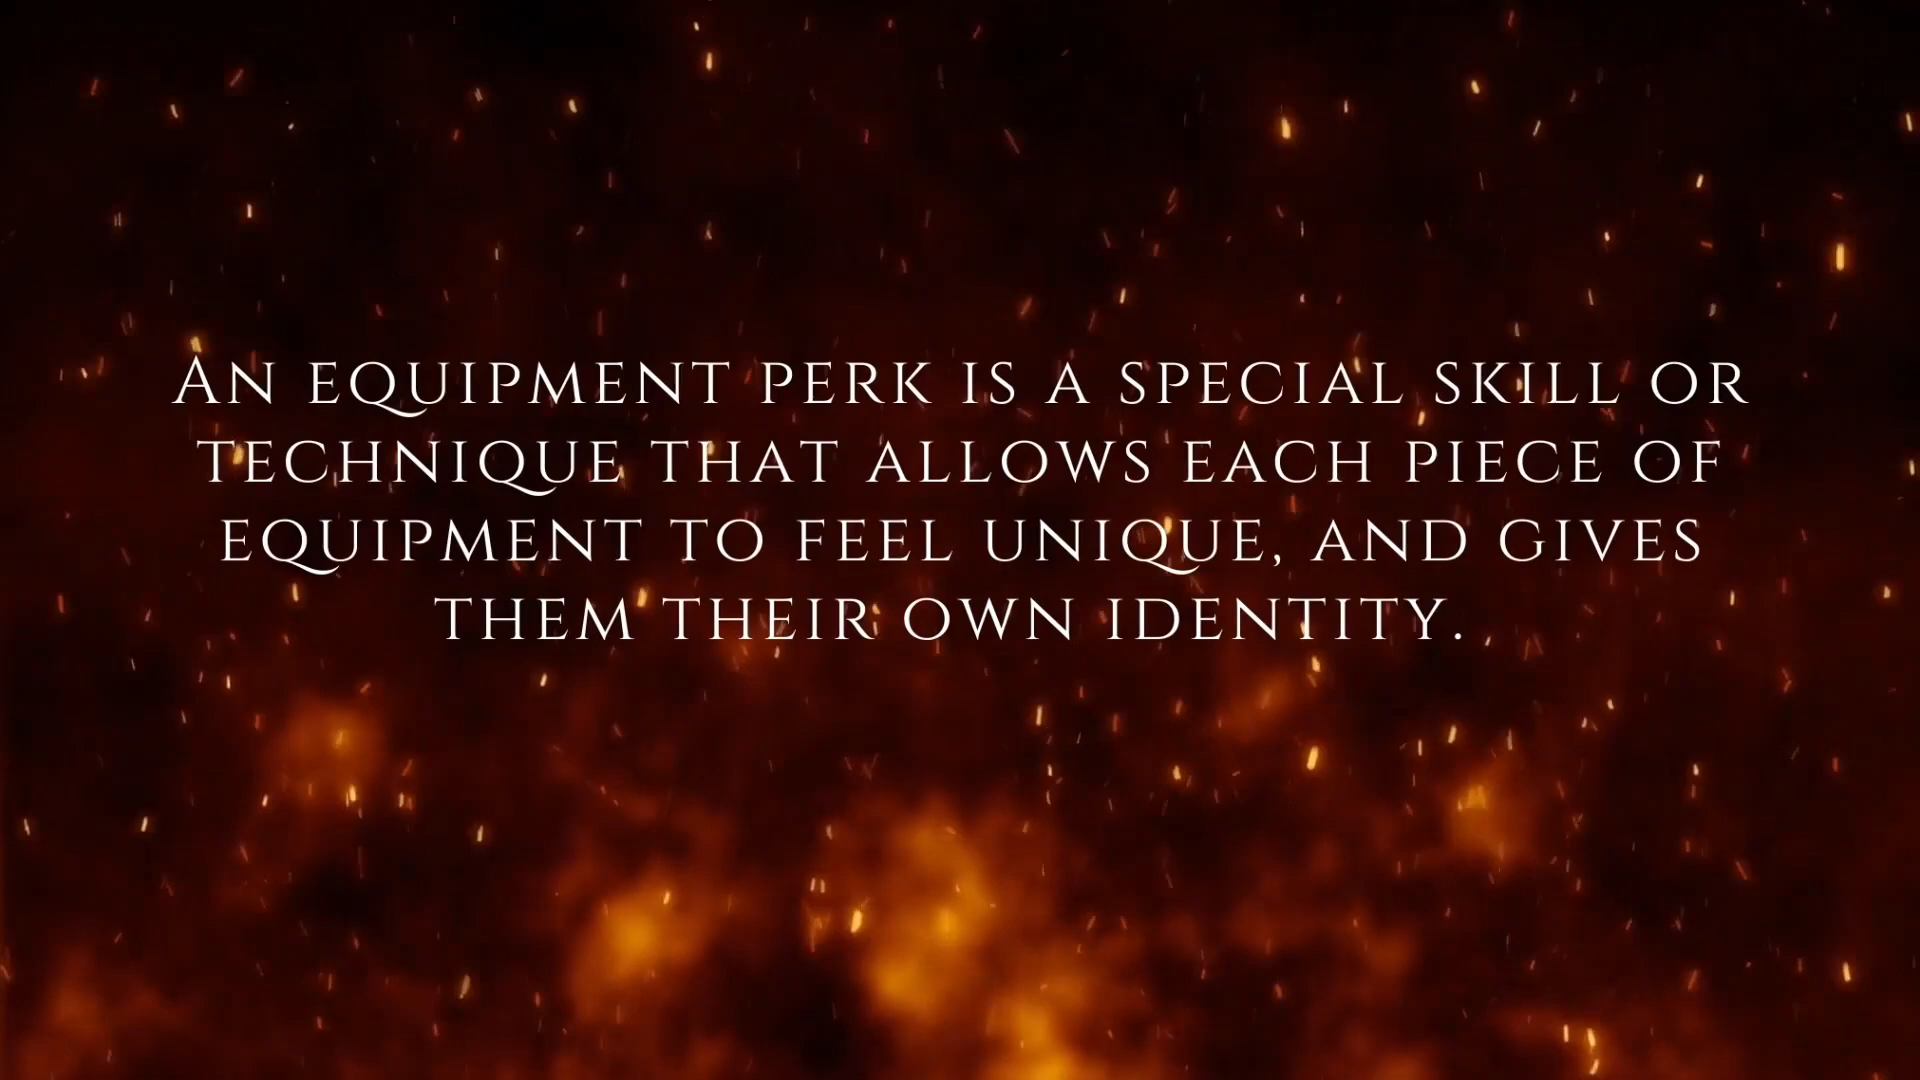 An equipment perk is a special skill or
technique that allows each piece of
equipment to feel unique, and gives
them their own identity.